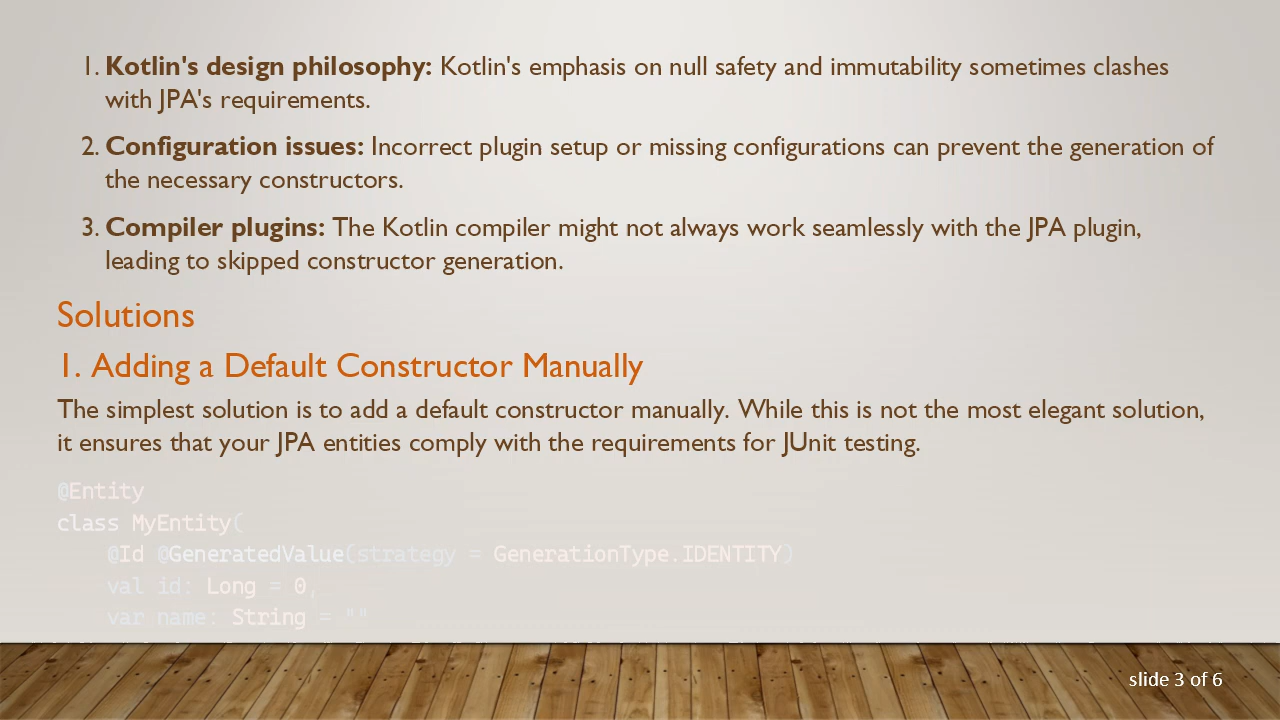 1. Kotlin's design philosophy: Kotlin's emphasis on null safety and immutability sometimes clashes
with JPA's requirements.
2. Configuration issues: Incorrect plugin setup or missing configurations can prevent the generation of
the necessary constructors.
3. Compiler plugins: The Kotlin compiler might not always work seamlessly with the JPA plugin,
leading to skipped constructor generation.
Solutions
1. Adding a Default Constructor Manually
The simplest solution is to add a default constructor manually. While this is not the most elegant solution,
it ensures that your JPA entities comply with the requirements for JUnit testing.
@Entity
class MyEntity(
    @Id @GeneratedValue(strategy = GenerationType.IDENTITY)
    val id: Long = 0,
    var name: String = ""
slide 3 of 6